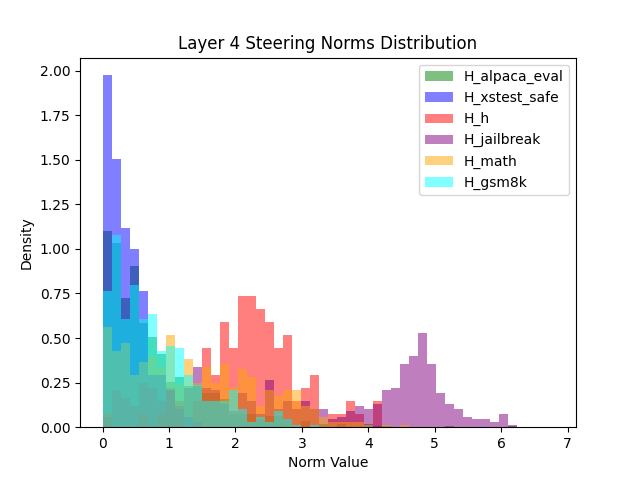 Layer 4 Steering Norms Distribution
H_alpaca_eval
H_xstest_safe
H_h
H_jailbreak
H_math
H_gsm8k
2.00
1.75
1.50
1.25
1.00
0.75
0.50
0.25
0.00
Density
0 1 2 3 4 5 6 7
Norm Value